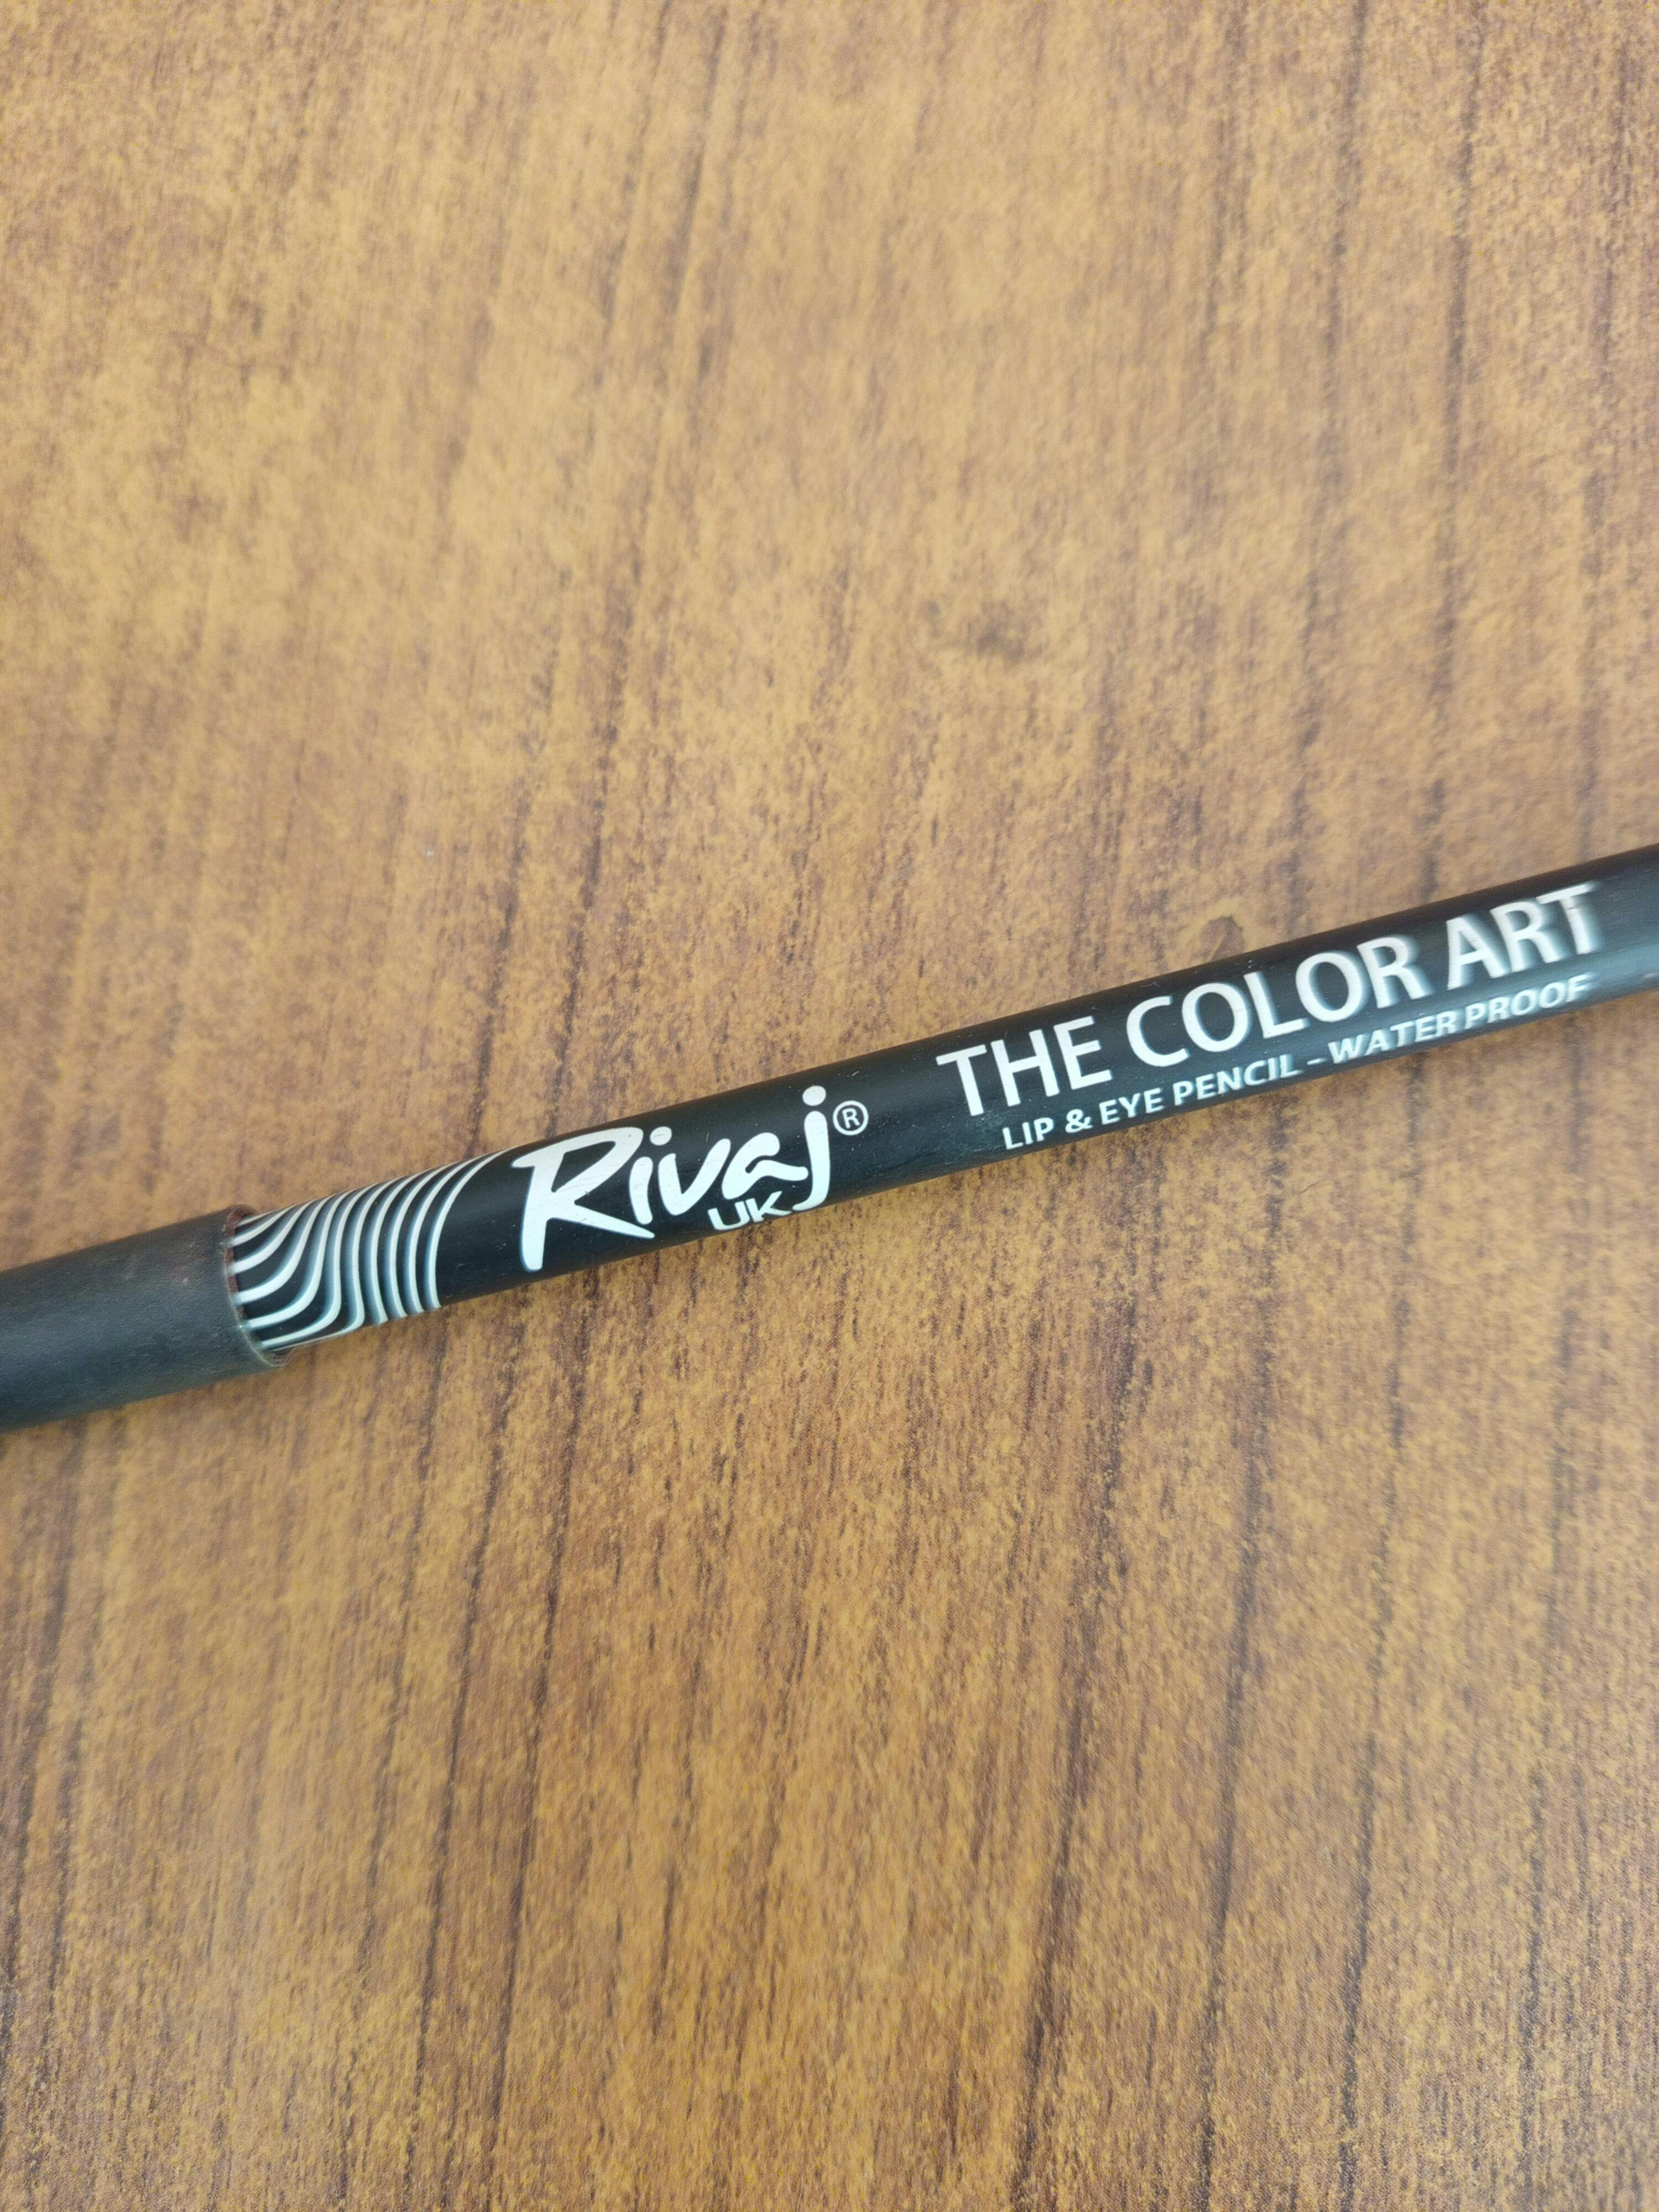 Rivaj®
UK
THE COLOR ART
LIP & EYE PENCIL - WATER PROOF